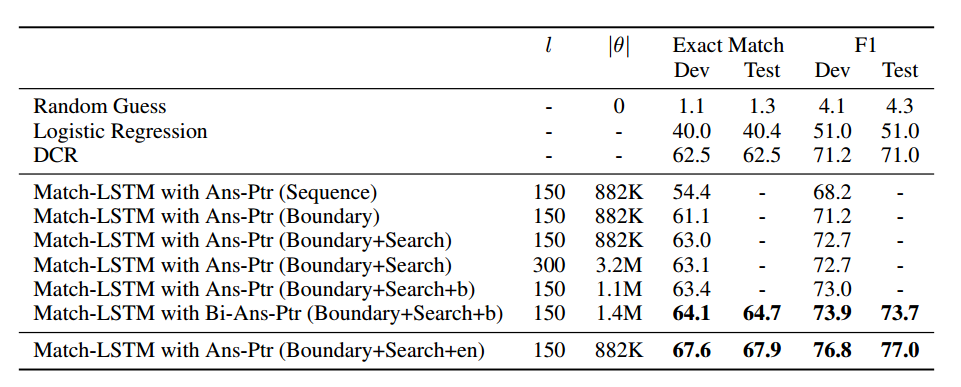 l |θ| Exact Match F1
Dev Test Dev Test
Random Guess - 0 1.1 1.3 4.1 4.3
Logistic Regression - - 40.0 40.4 51.0 51.0
DCR - - 62.5 62.5 71.2 71.0
Match-LSTM with Ans-Ptr (Sequence) 150 882K 54.4 - 68.2 -
Match-LSTM with Ans-Ptr (Boundary) 150 882K 61.1 - 71.2 -
Match-LSTM with Ans-Ptr (Boundary+Search) 150 882K 63.0 - 72.7 -
Match-LSTM with Ans-Ptr (Boundary+Search) 300 3.2M 63.1 - 72.7 -
Match-LSTM with Ans-Ptr (Boundary+Search+b) 150 1.1M 63.4 - 73.0 -
Match-LSTM with Bi-Ans-Ptr (Boundary+Search+b) 150 1.4M 64.1 64.7 73.9 73.7
Match-LSTM with Ans-Ptr (Boundary+Search+en) 150 882K 67.6 67.9 76.8 77.0